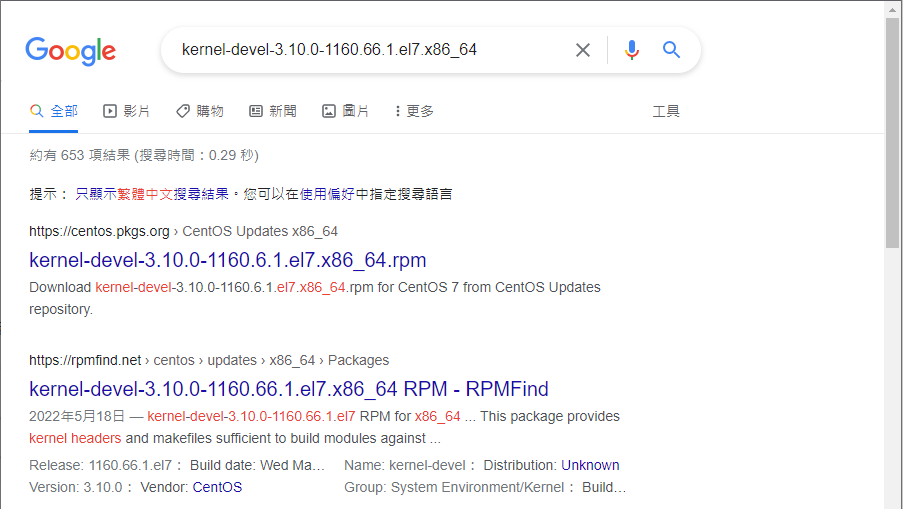 Google
kernel-devel-3.10.0-1160.66.1.el7.x86_64
全部 影片 購物 新聞 圖片 更多 工具
約有 653 項結果 (搜尋時間：0.29 秒)
提示： 只顯示繁體中文搜尋結果。您可以在使用偏好中指定搜尋語言
https://centos.pkgs.org › CentOS Updates x86_64
kernel-devel-3.10.0-1160.6.1.el7.x86_64.rpm
Download kernel-devel-3.10.0-1160.6.1.el7.x86_64.rpm for CentOS 7 from CentOS Updates
repository.
https://rpmfind.net › centos › updates › x86_64 › Packages
kernel-devel-3.10.0-1160.66.1.el7.x86_64 RPM - RPMFind
2022年5月18日 — kernel-devel-3.10.0-1160.66.1.el7 RPM for x86_64 ... This package provides
kernel headers and makefiles sufficient to build modules against ...
Release: 1160.66.1.el7： Build date: Wed Ma… Name: kernel-devel： Distribution: Unknown
Version: 3.10.0： Vendor: CentOS Group: System Environment/Kernel： Build…